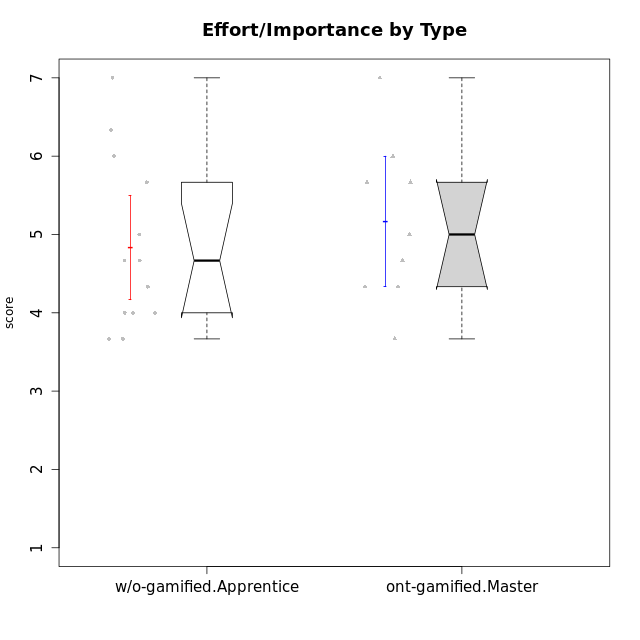 Effort/Importance by Type
score
7
6
5
4
3
2
1
w/o-gamified.Apprentice
ont-gamified.Master